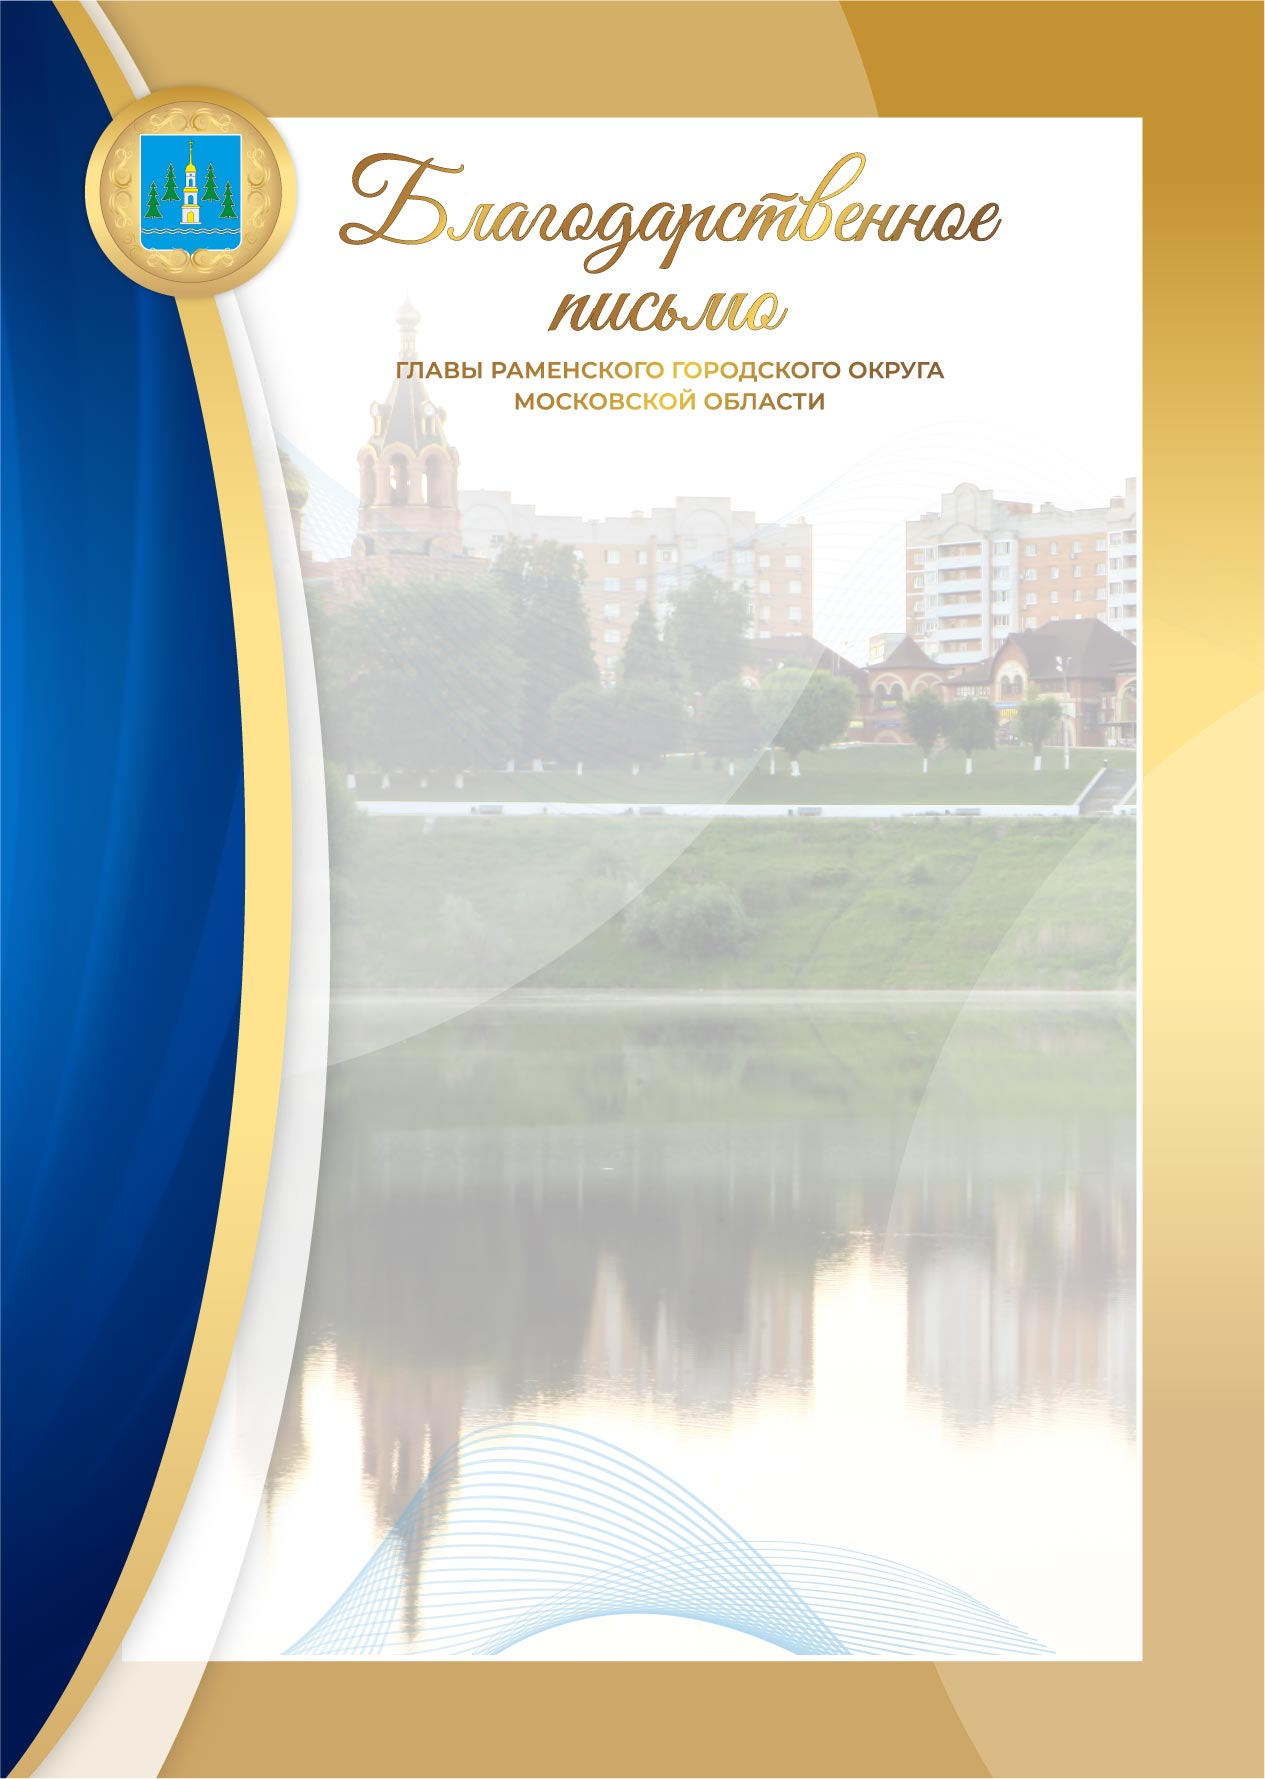 Благодарственное
письмо
ГЛАВЫ РАМЕНСКОГО ГОРОДСКОГО ОКРУГА
МОСКОВСКОЙ ОБЛАСТИ